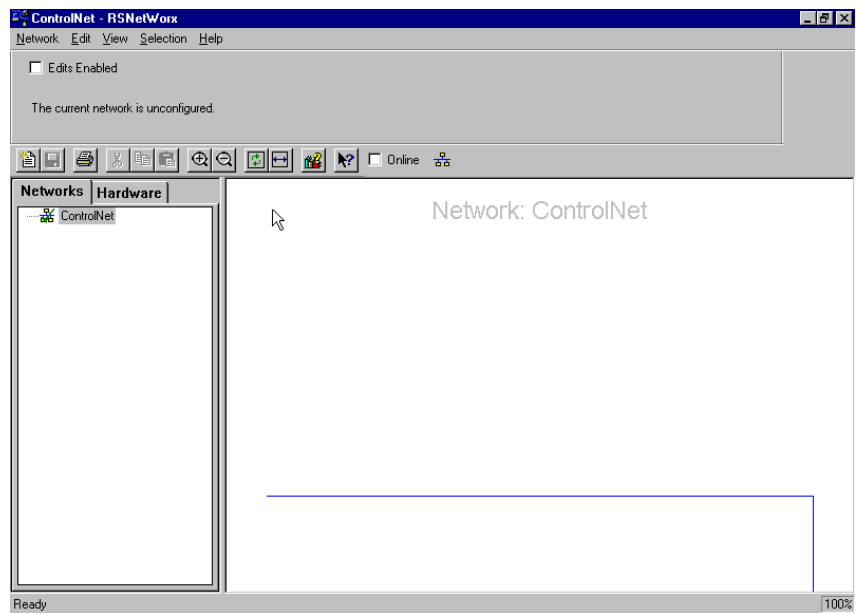 ControlNet - RSNetWorx
Network Edit View Selection Help
Edits Enabled
The current network is unconfigured.
Online
Networks Hardware
ControlNet
Network: ControlNet
Ready 100%